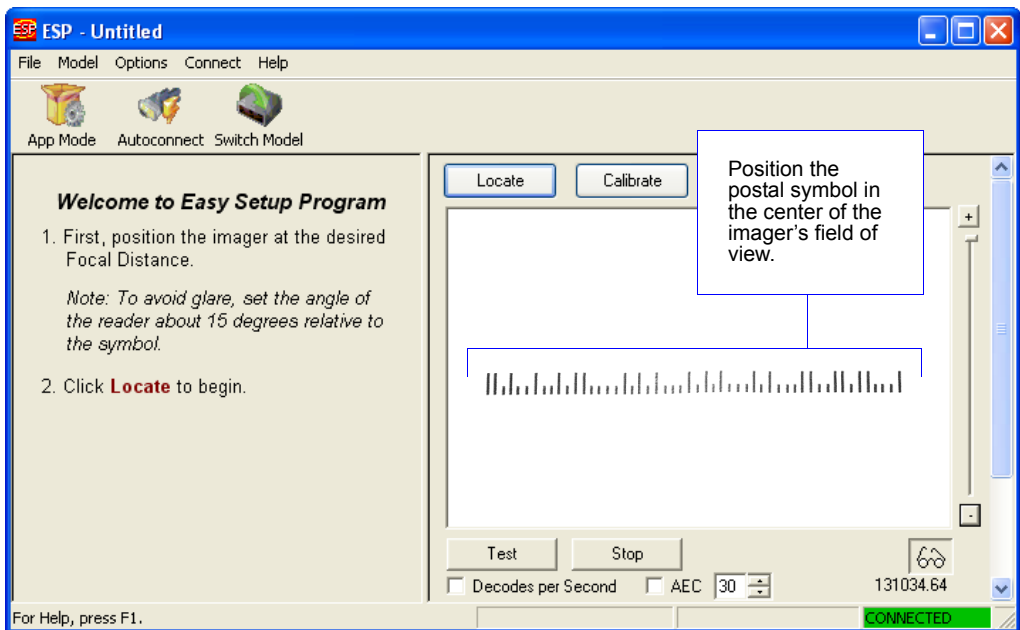 ESP - Untitled
File Model Options Connect Help
App Mode Autoconnect Switch Model
Welcome to Easy Setup Program
1. First, position the imager at the desired
Focal Distance.
Note: To avoid glare, set the angle of
the reader about 15 degrees relative to
the symbol.
2. Click Locate to begin.
Locate Calibrate
Position the
postal symbol in
the center of the
imager's field of
view.
+
-
Test Stop
Decodes per Second AEC 30
131034.64
For Help, press F1.
CONNECTED